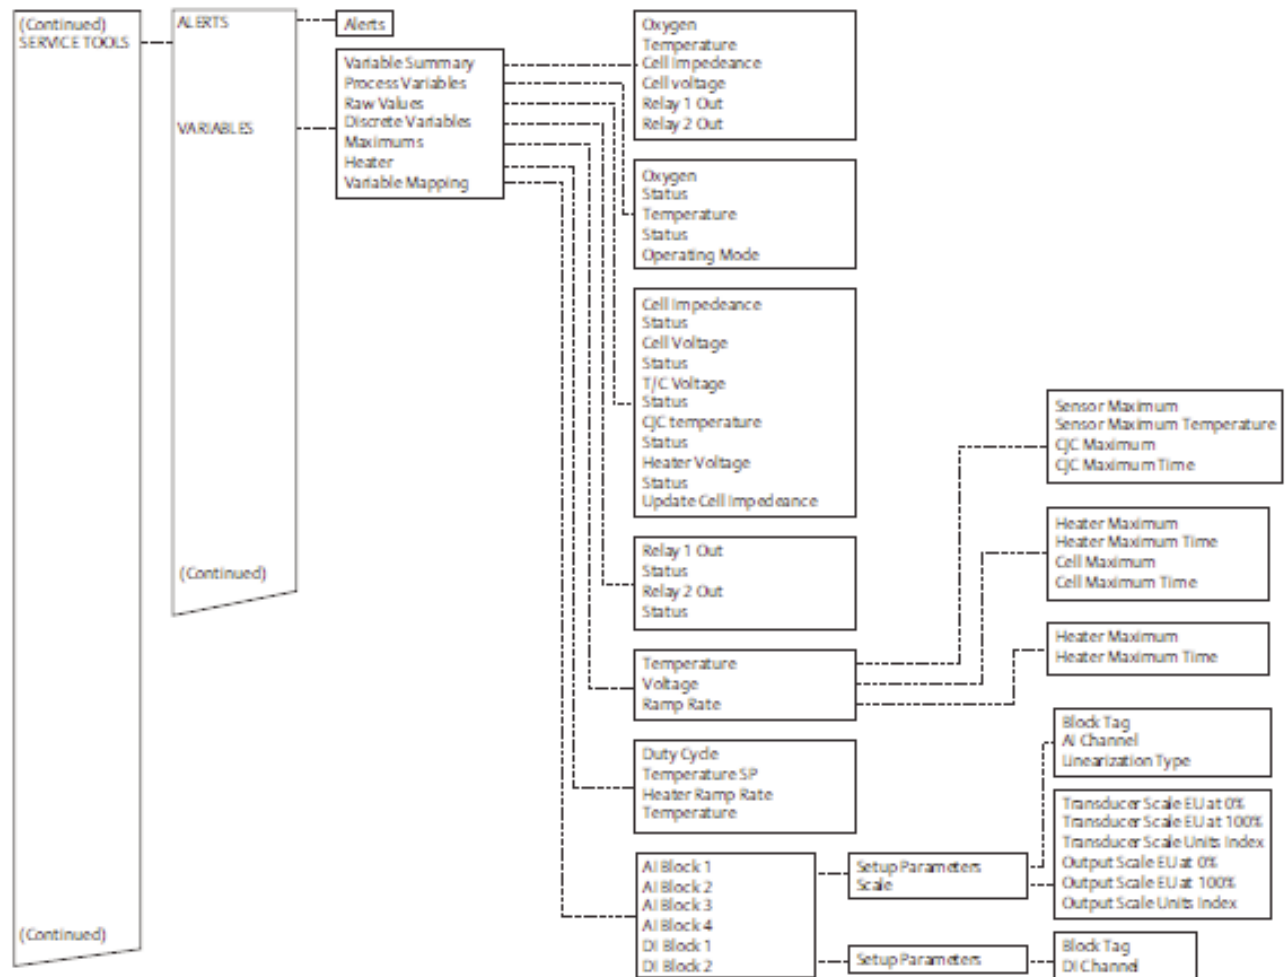 (Continued)
SERVICE TOOLS
(Continued)
ALERTS
VARIABLES
(Continued)
Alerts
Variable Summary
Process Variables
Raw Values
Discrete Variables
Maximums
Heater
Variable Mapping
Oxygen
Temperature
Cell Impedeance
Cell voltage
Relay 1 Out
Relay 2 Out
Oxygen
Status
Temperature
Status
Operating Mode
Cell Impedeance
Status
Cell Voltage
Status
T/C Voltage
Status
CJC temperature
Status
Heater Voltage
Status
Update Cell Impedeance
Relay 1 Out
Status
Relay 2 Out
Status
Temperature
Voltage
Ramp Rate
Sensor Maximum
Sensor Maximum Temperature
CJC Maximum
CJC Maximum Time
Heater Maximum
Heater Maximum Time
Cell Maximum
Cell Maximum Time
Heater Maximum
Heater Maximum Time
Duty Cycle
Temperature SP
Heater Ramp Rate
Temperature
AI Block 1
AI Block 2
AI Block 3
AI Block 4
DI Block 1
DI Block 2
Setup Parameters
Scale
Block Tag
AI Channel
Linearization Type
Transducer Scale EU at 0%
Transducer Scale EU at 100%
Transducer Scale Units Index
Output Scale EU at 0%
Output Scale EU at 100%
Output Scale Units Index
Setup Parameters
Block Tag
DI Channel